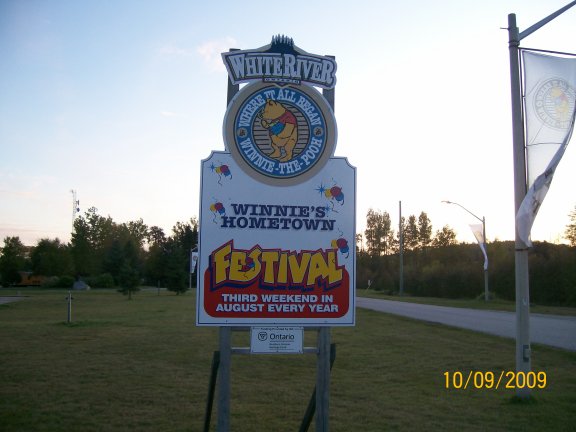 WHITE RIVER
ONTARIO
WHERE IT ALL BEGAN
WINNIE-THE-POOH
WINNIE'S
HOMETOWN
FESTIVAL
THIRD WEEKEND IN
AUGUST EVERY YEAR
Ontario
10/09/2009